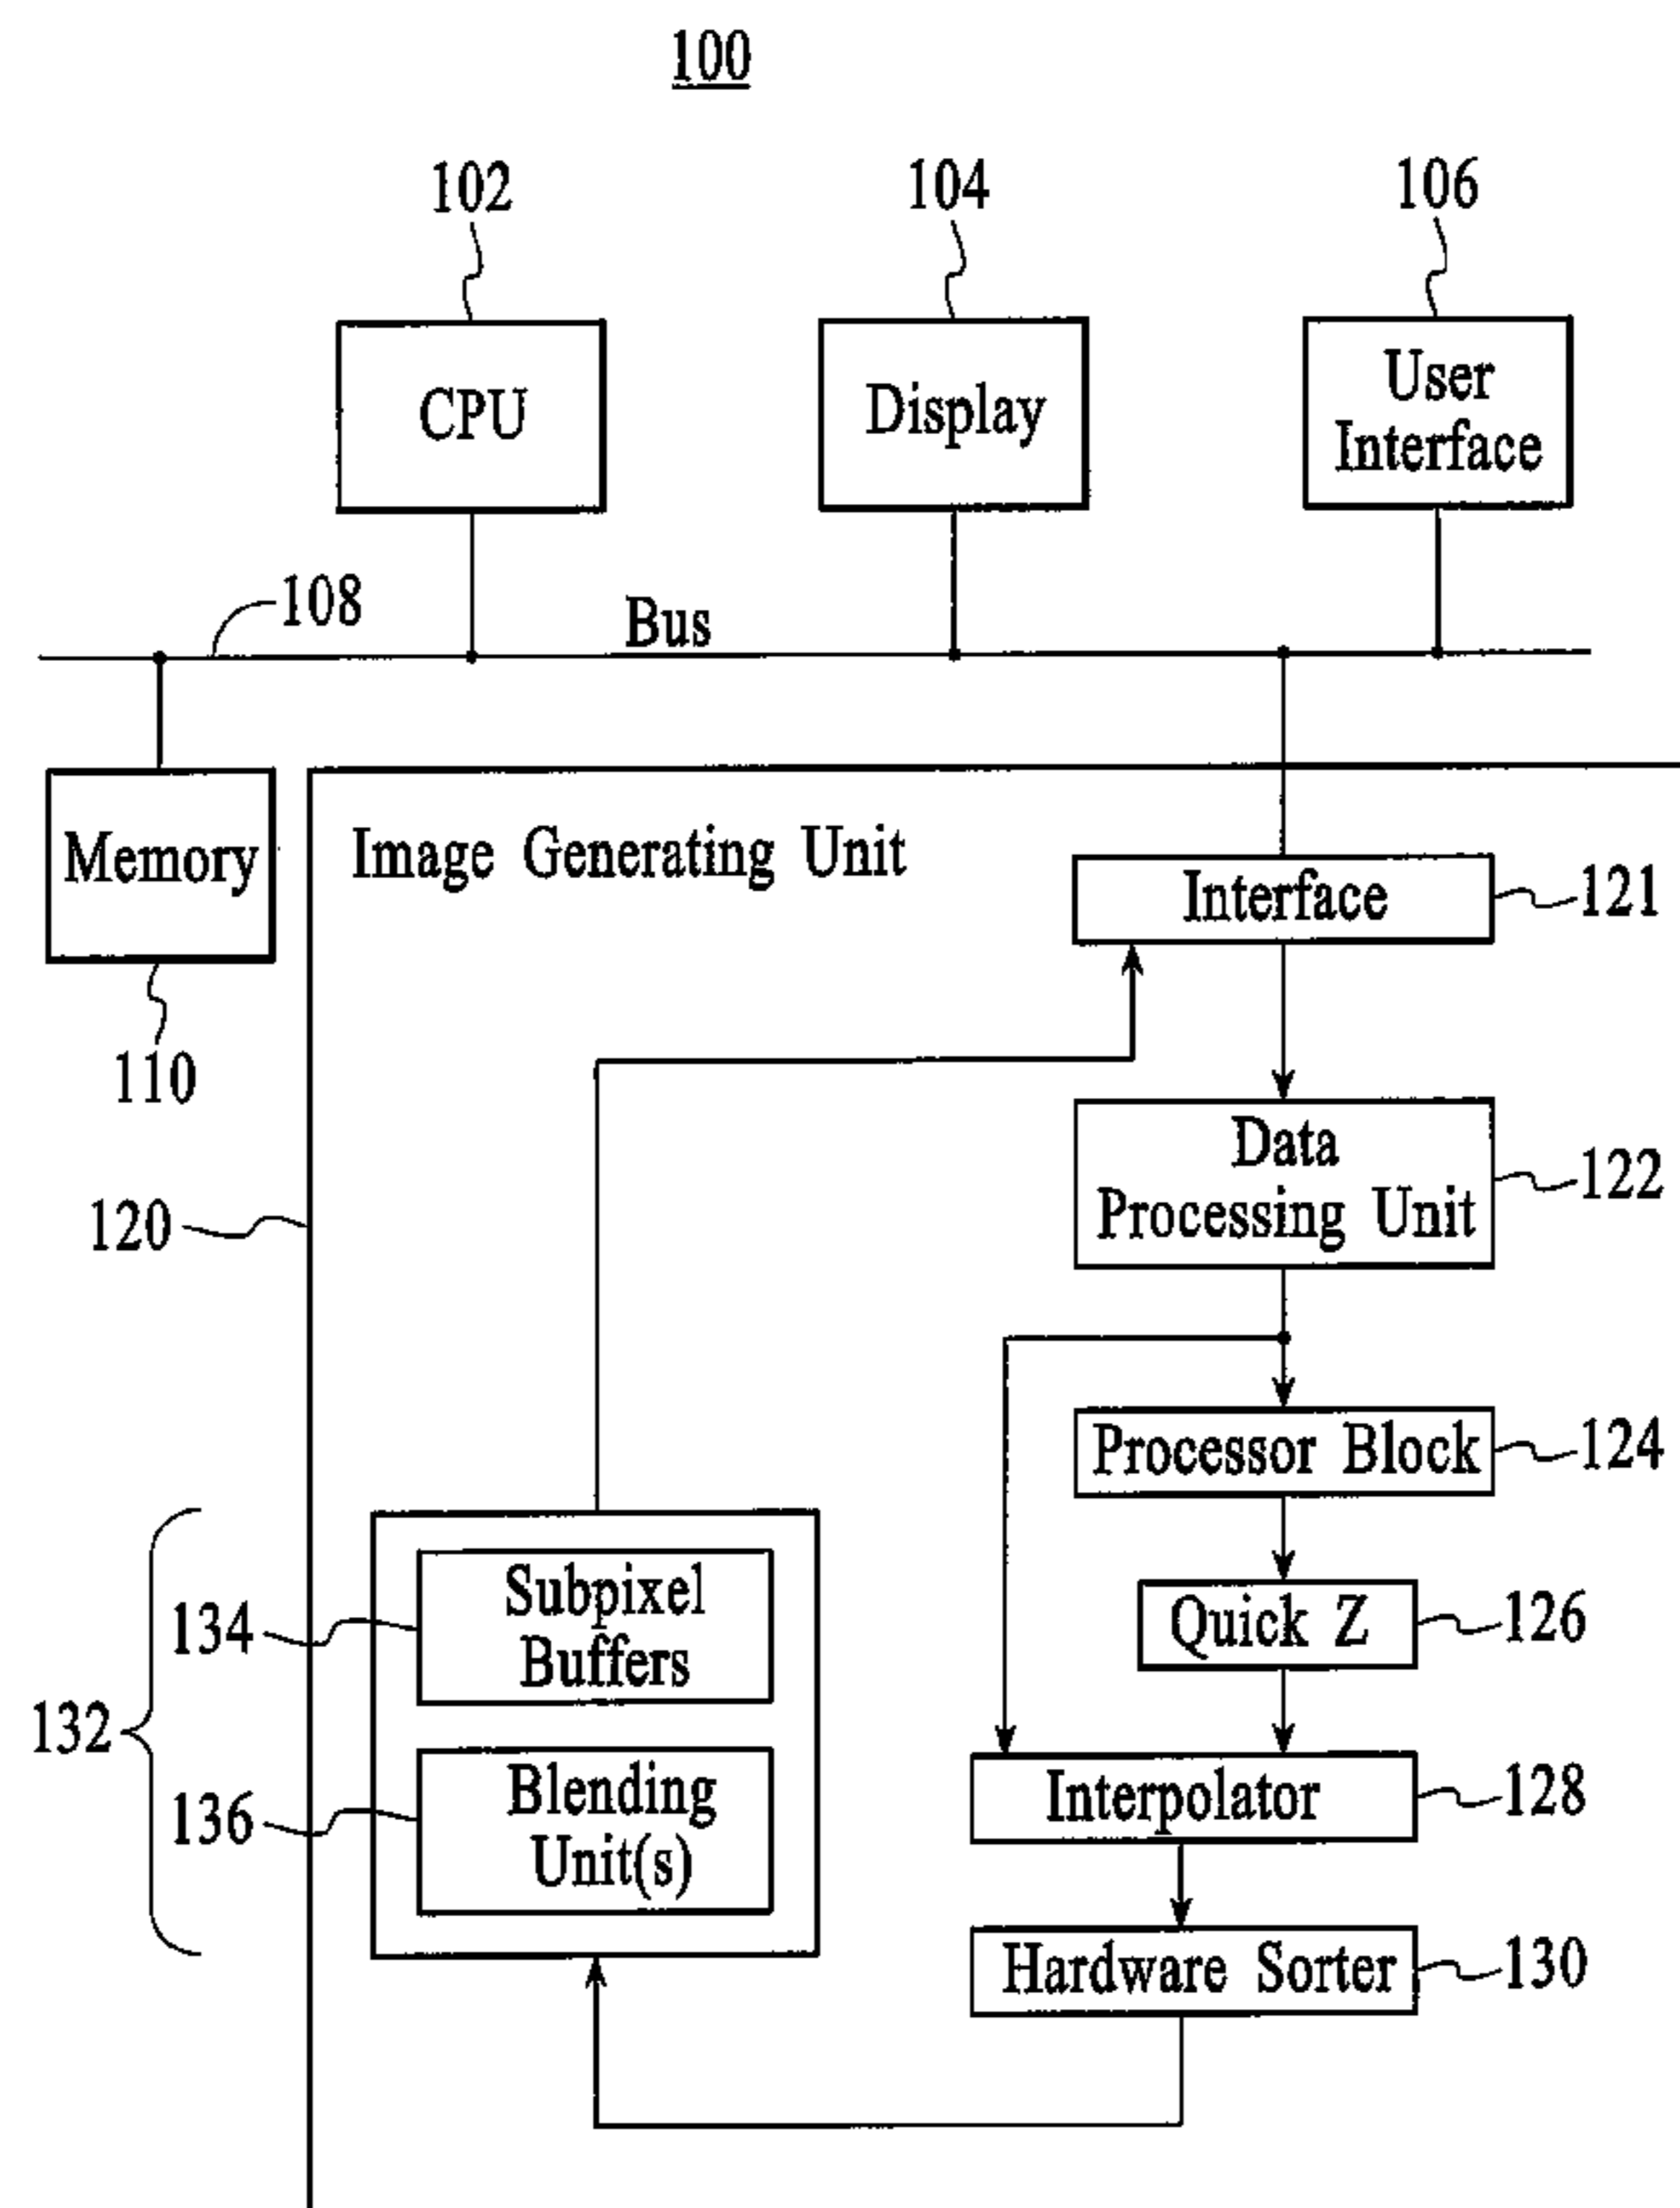 100
102
104
106
CPU
Display
User
Interface
108
Bus
Memory
Image Generating Unit
Interface
121
110
Data
Processing Unit
122
120
Processor Block
124
Subpixel
Buffers
134
Quick Z
126
132
Blending
Unit(s)
136
Interpolator
128
Hardware Sorter
130